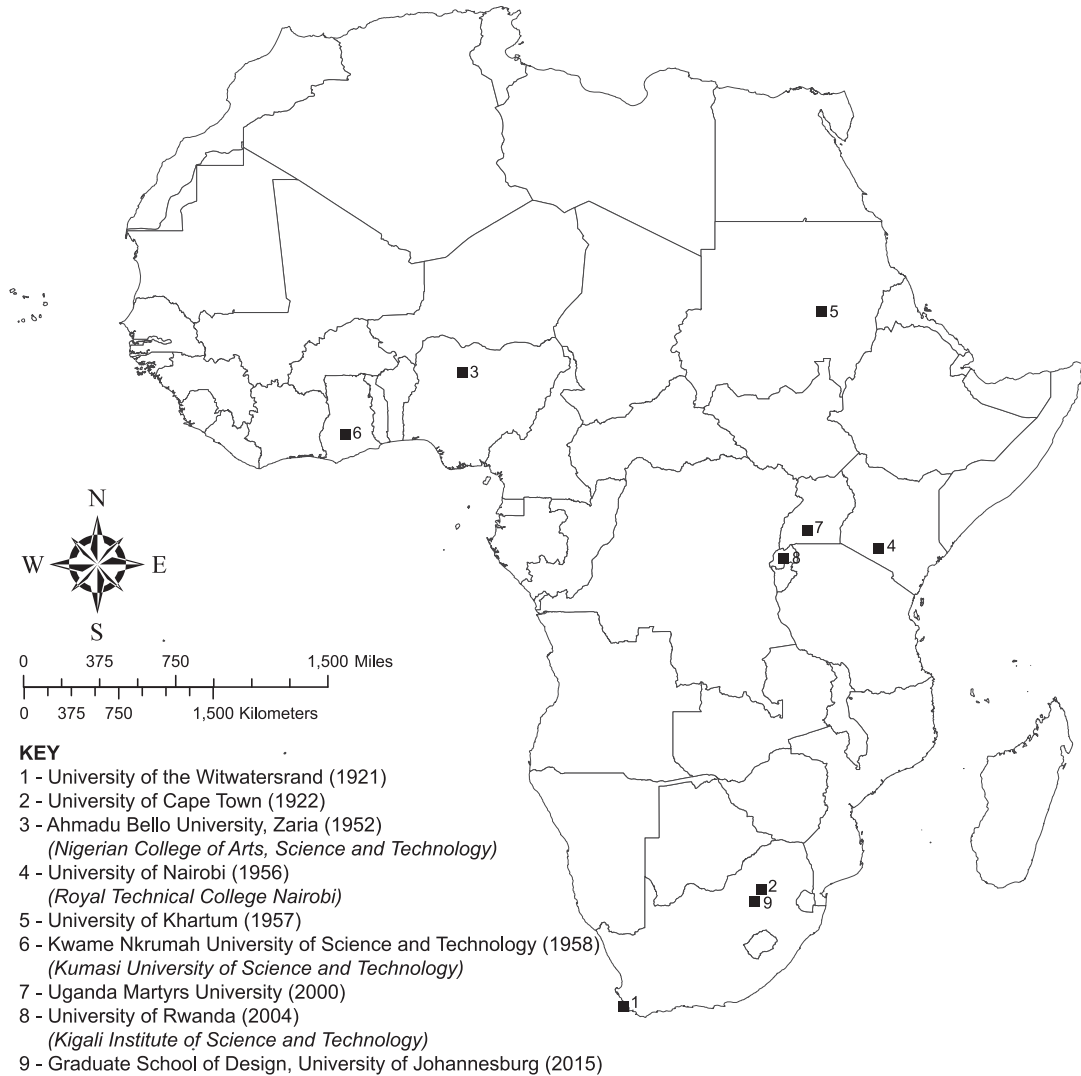 5
3
6
7
4
8
N
W E
S
0 375 750 1,500 Miles
0 375 750 1,500 Kilometers
2
9
1
KEY
1 - University of the Witwatersrand (1921)
2 - University of Cape Town (1922)
3 - Ahmadu Bello University, Zaria (1952)
(Nigerian College of Arts, Science and Technology)
4 - University of Nairobi (1956)
(Royal Technical College Nairobi)
5 - University of Khartum (1957)
6 - Kwame Nkrumah University of Science and Technology (1958)
(Kumasi University of Science and Technology)
7 - Uganda Martyrs University (2000)
8 - University of Rwanda (2004)
(Kigali Institute of Science and Technology)
9 - Graduate School of Design, University of Johannesburg (2015)